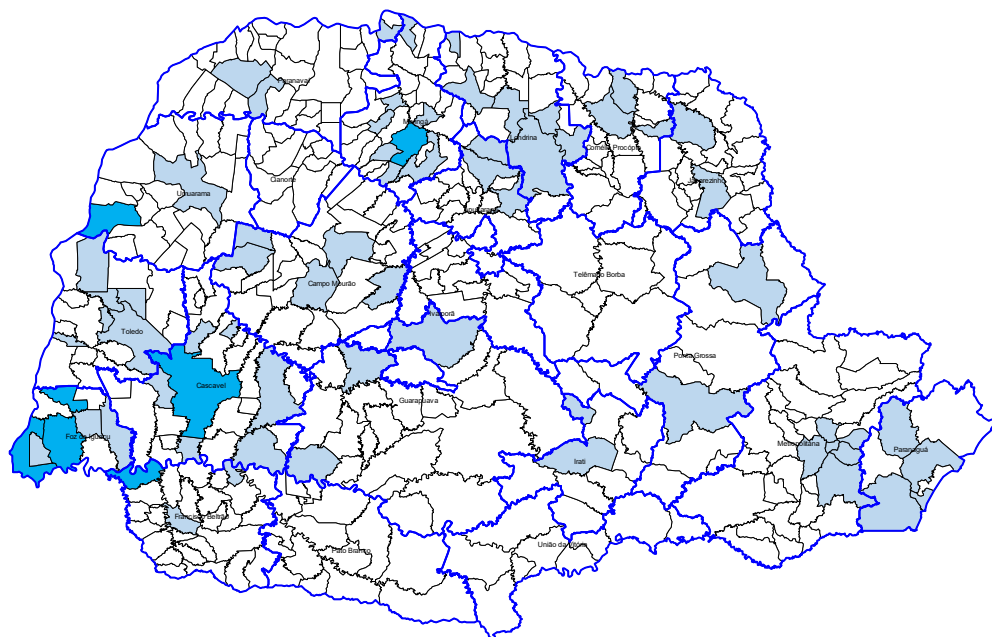 Paranavaí
Maringá
Londrina
Cornélio Procópio
Jacarezinho
Umuarama
Cianorte
Apucarana
Campo Mourão
Telêmaco Borba
Ivaiporã
Toledo
Ponta Grossa
Cascavel
Guarapuava
Foz do Iguaçu
Metropolitana
Paranaguá
Irati
Francisco Beltrão
Pato Branco
União da Vitória